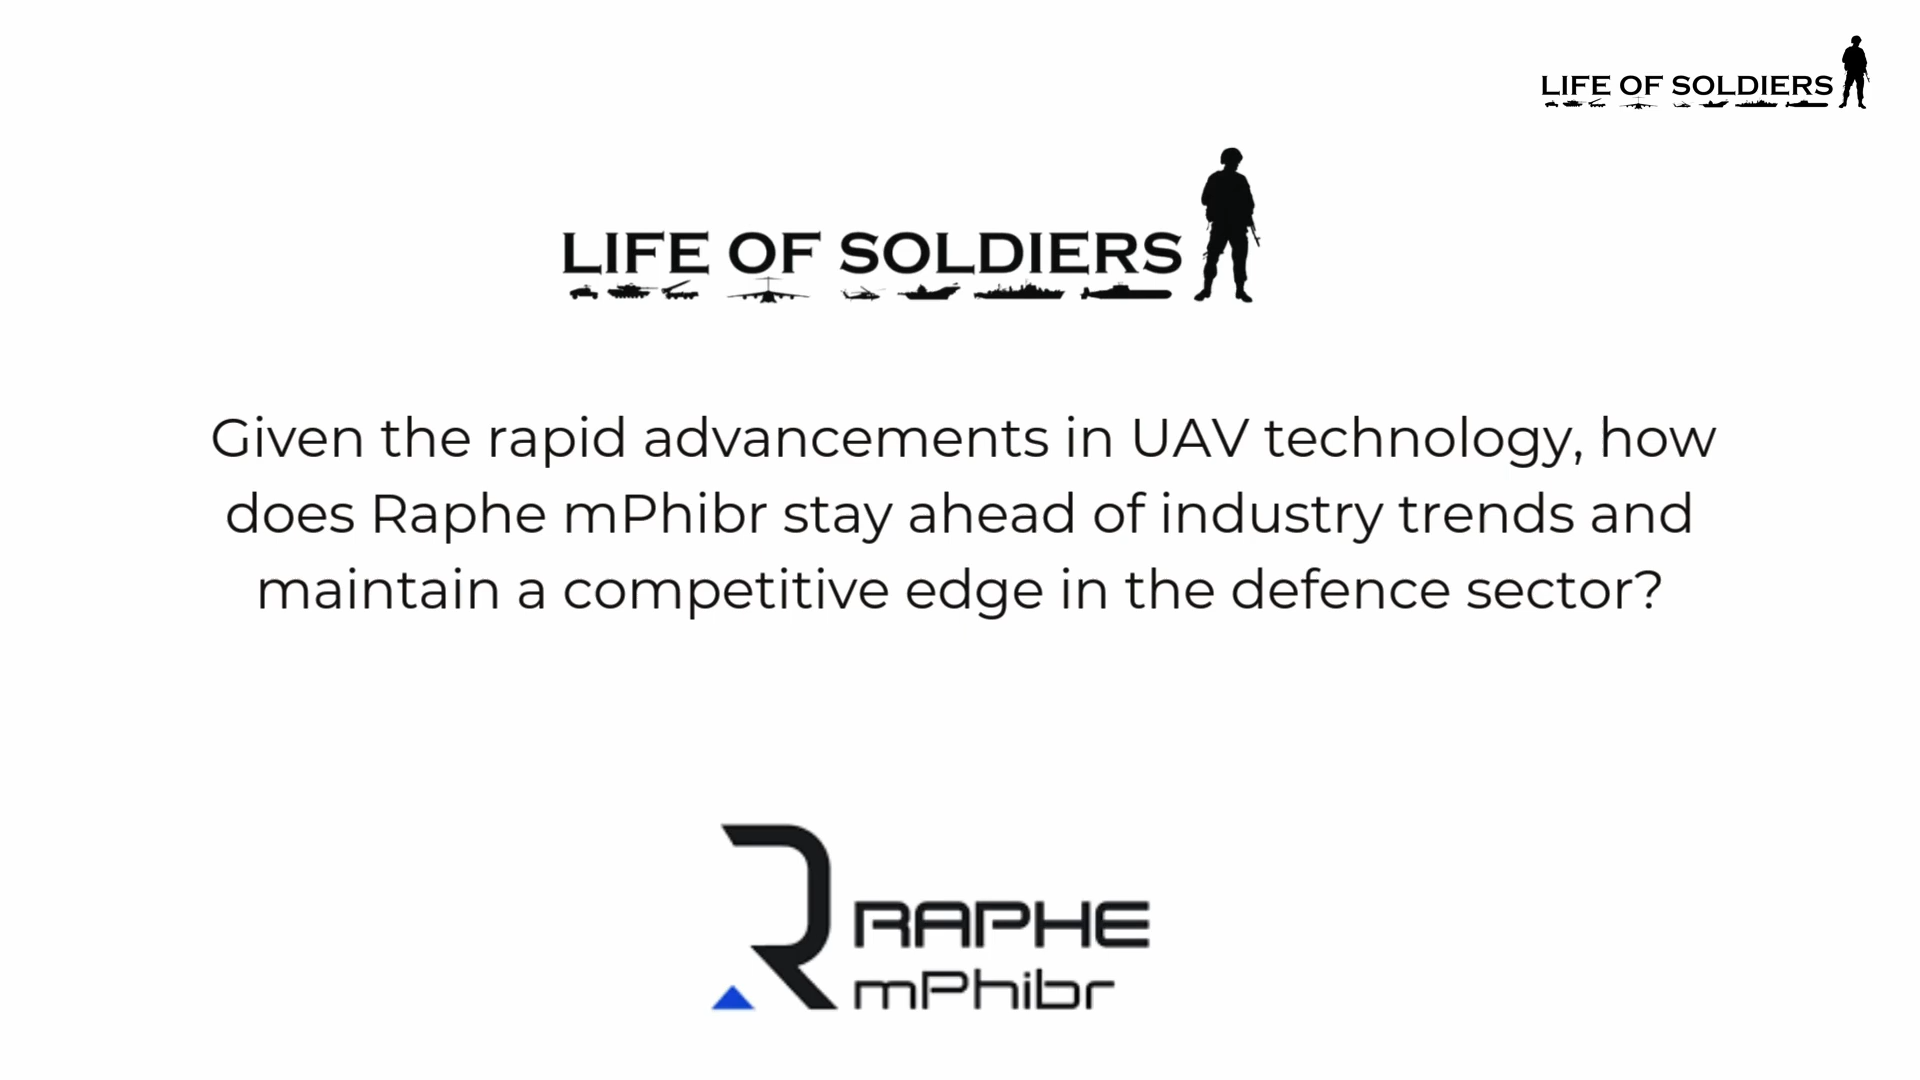 LIFE OF SOLDIERS
LIFE OF SOLDIERS
Given the rapid advancements in UAV technology, how
does Raphe mPhibr stay ahead of industry trends and
maintain a competitive edge in the defence sector?
RAPHE
mPhibr